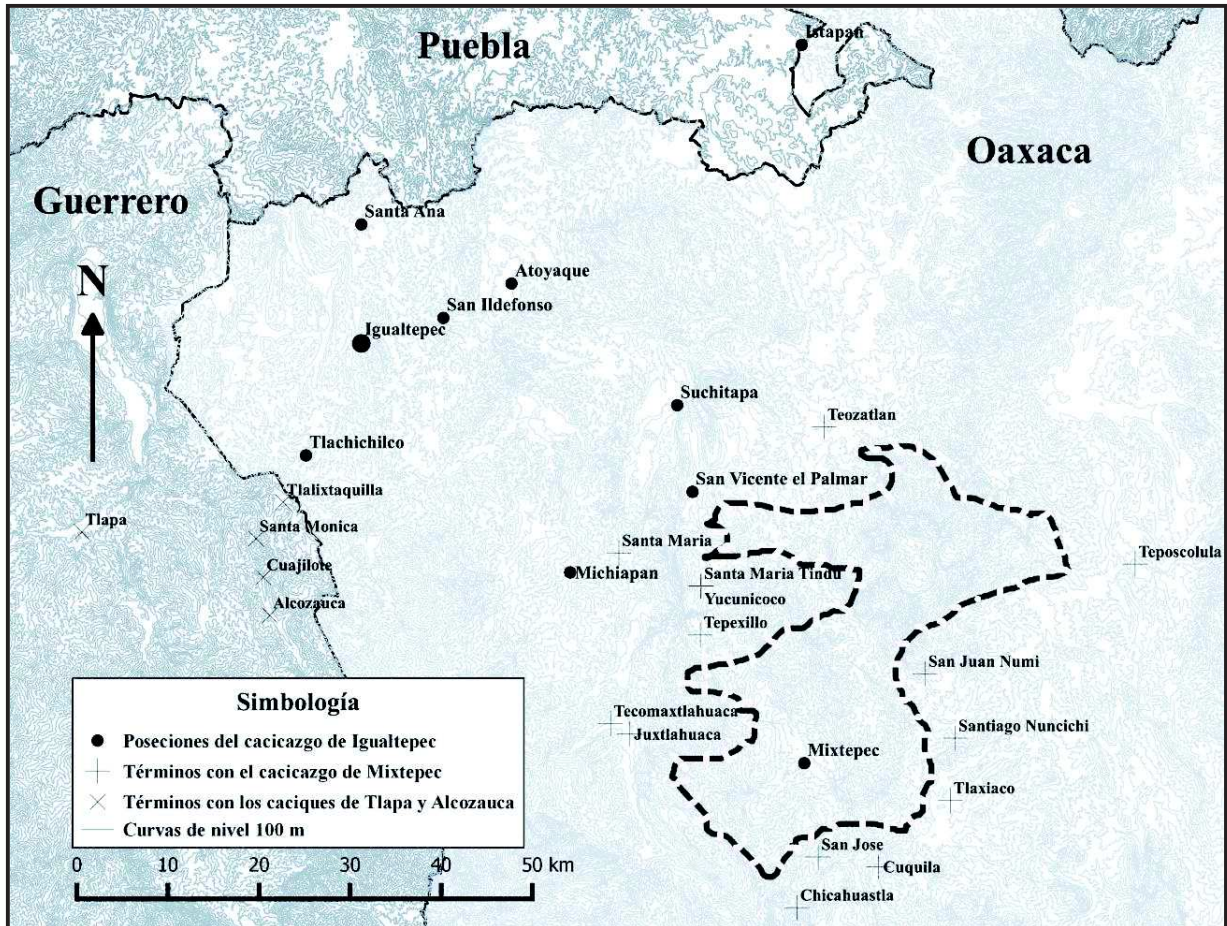 Puebla
Istapan
Oaxaca
Guerrero
Santa Ana
N
Atoyaque
San Ildefonso
Igualtepec
Suchitapa
Teozatlan
Tlachichilco
San Vicente el Palmar
Tlalixtaquilla
Tlapa
Santa Monica
Santa Maria
Teposcolula
Cuajilote
Michiapan
Santa Maria Tindu
Yucunicoco
Alcozauca
Tepexillo
San Juan Numi
Tecomaxtlahuaca
Juxtlahuaca
Santiago Nuncichi
Mixtepec
Tlaxiaco
San Jose
Cuquila
Chicahuastla
Simbología
Poseciones del cacicazgo de Igualtepec
Términos con el cacicazgo de Mixtepec
Términos con los caciques de Tlapa y Alcozauca
Curvas de nivel 100 m
0 10 20 30 40 50 km